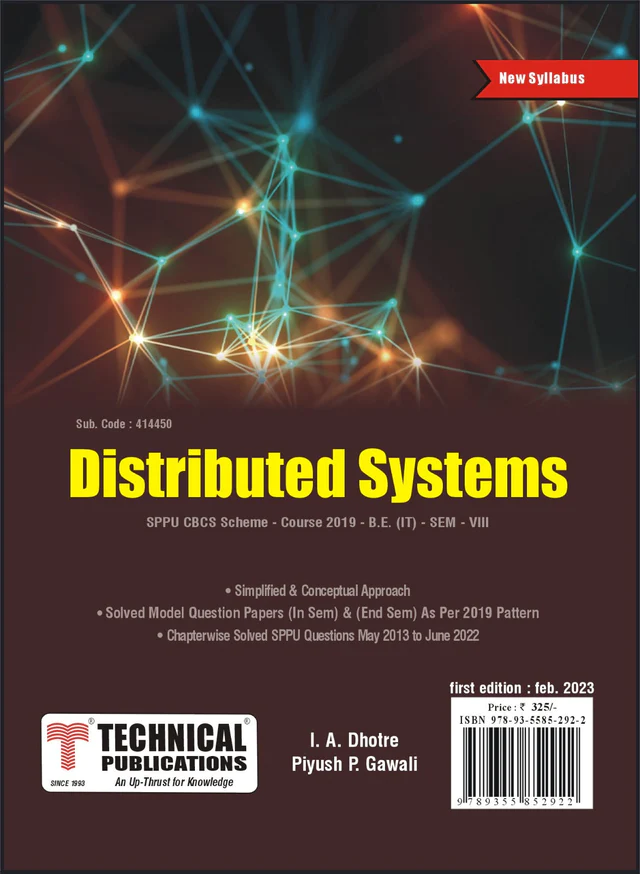 New Syllabus
Sub. Code : 414450
Distributed Systems
SPPU CBCS Scheme - Course 2019 - B.E. (IT) - SEM - VIII
• Simplified & Conceptual Approach
• Solved Model Question Papers (In Sem) & (End Sem) As Per 2019 Pattern
• Chapterwise Solved SPPU Questions May 2013 to June 2022
first edition : feb. 2023
Price : ₹ 325/-
ISBN 978-93-5585-292-2
9 789355 852922
® TECHNICAL ®
PUBLICATIONS
SINCE 1993 An Up-Thrust for Knowledge
I. A. Dhotre
Piyush P. Gawali